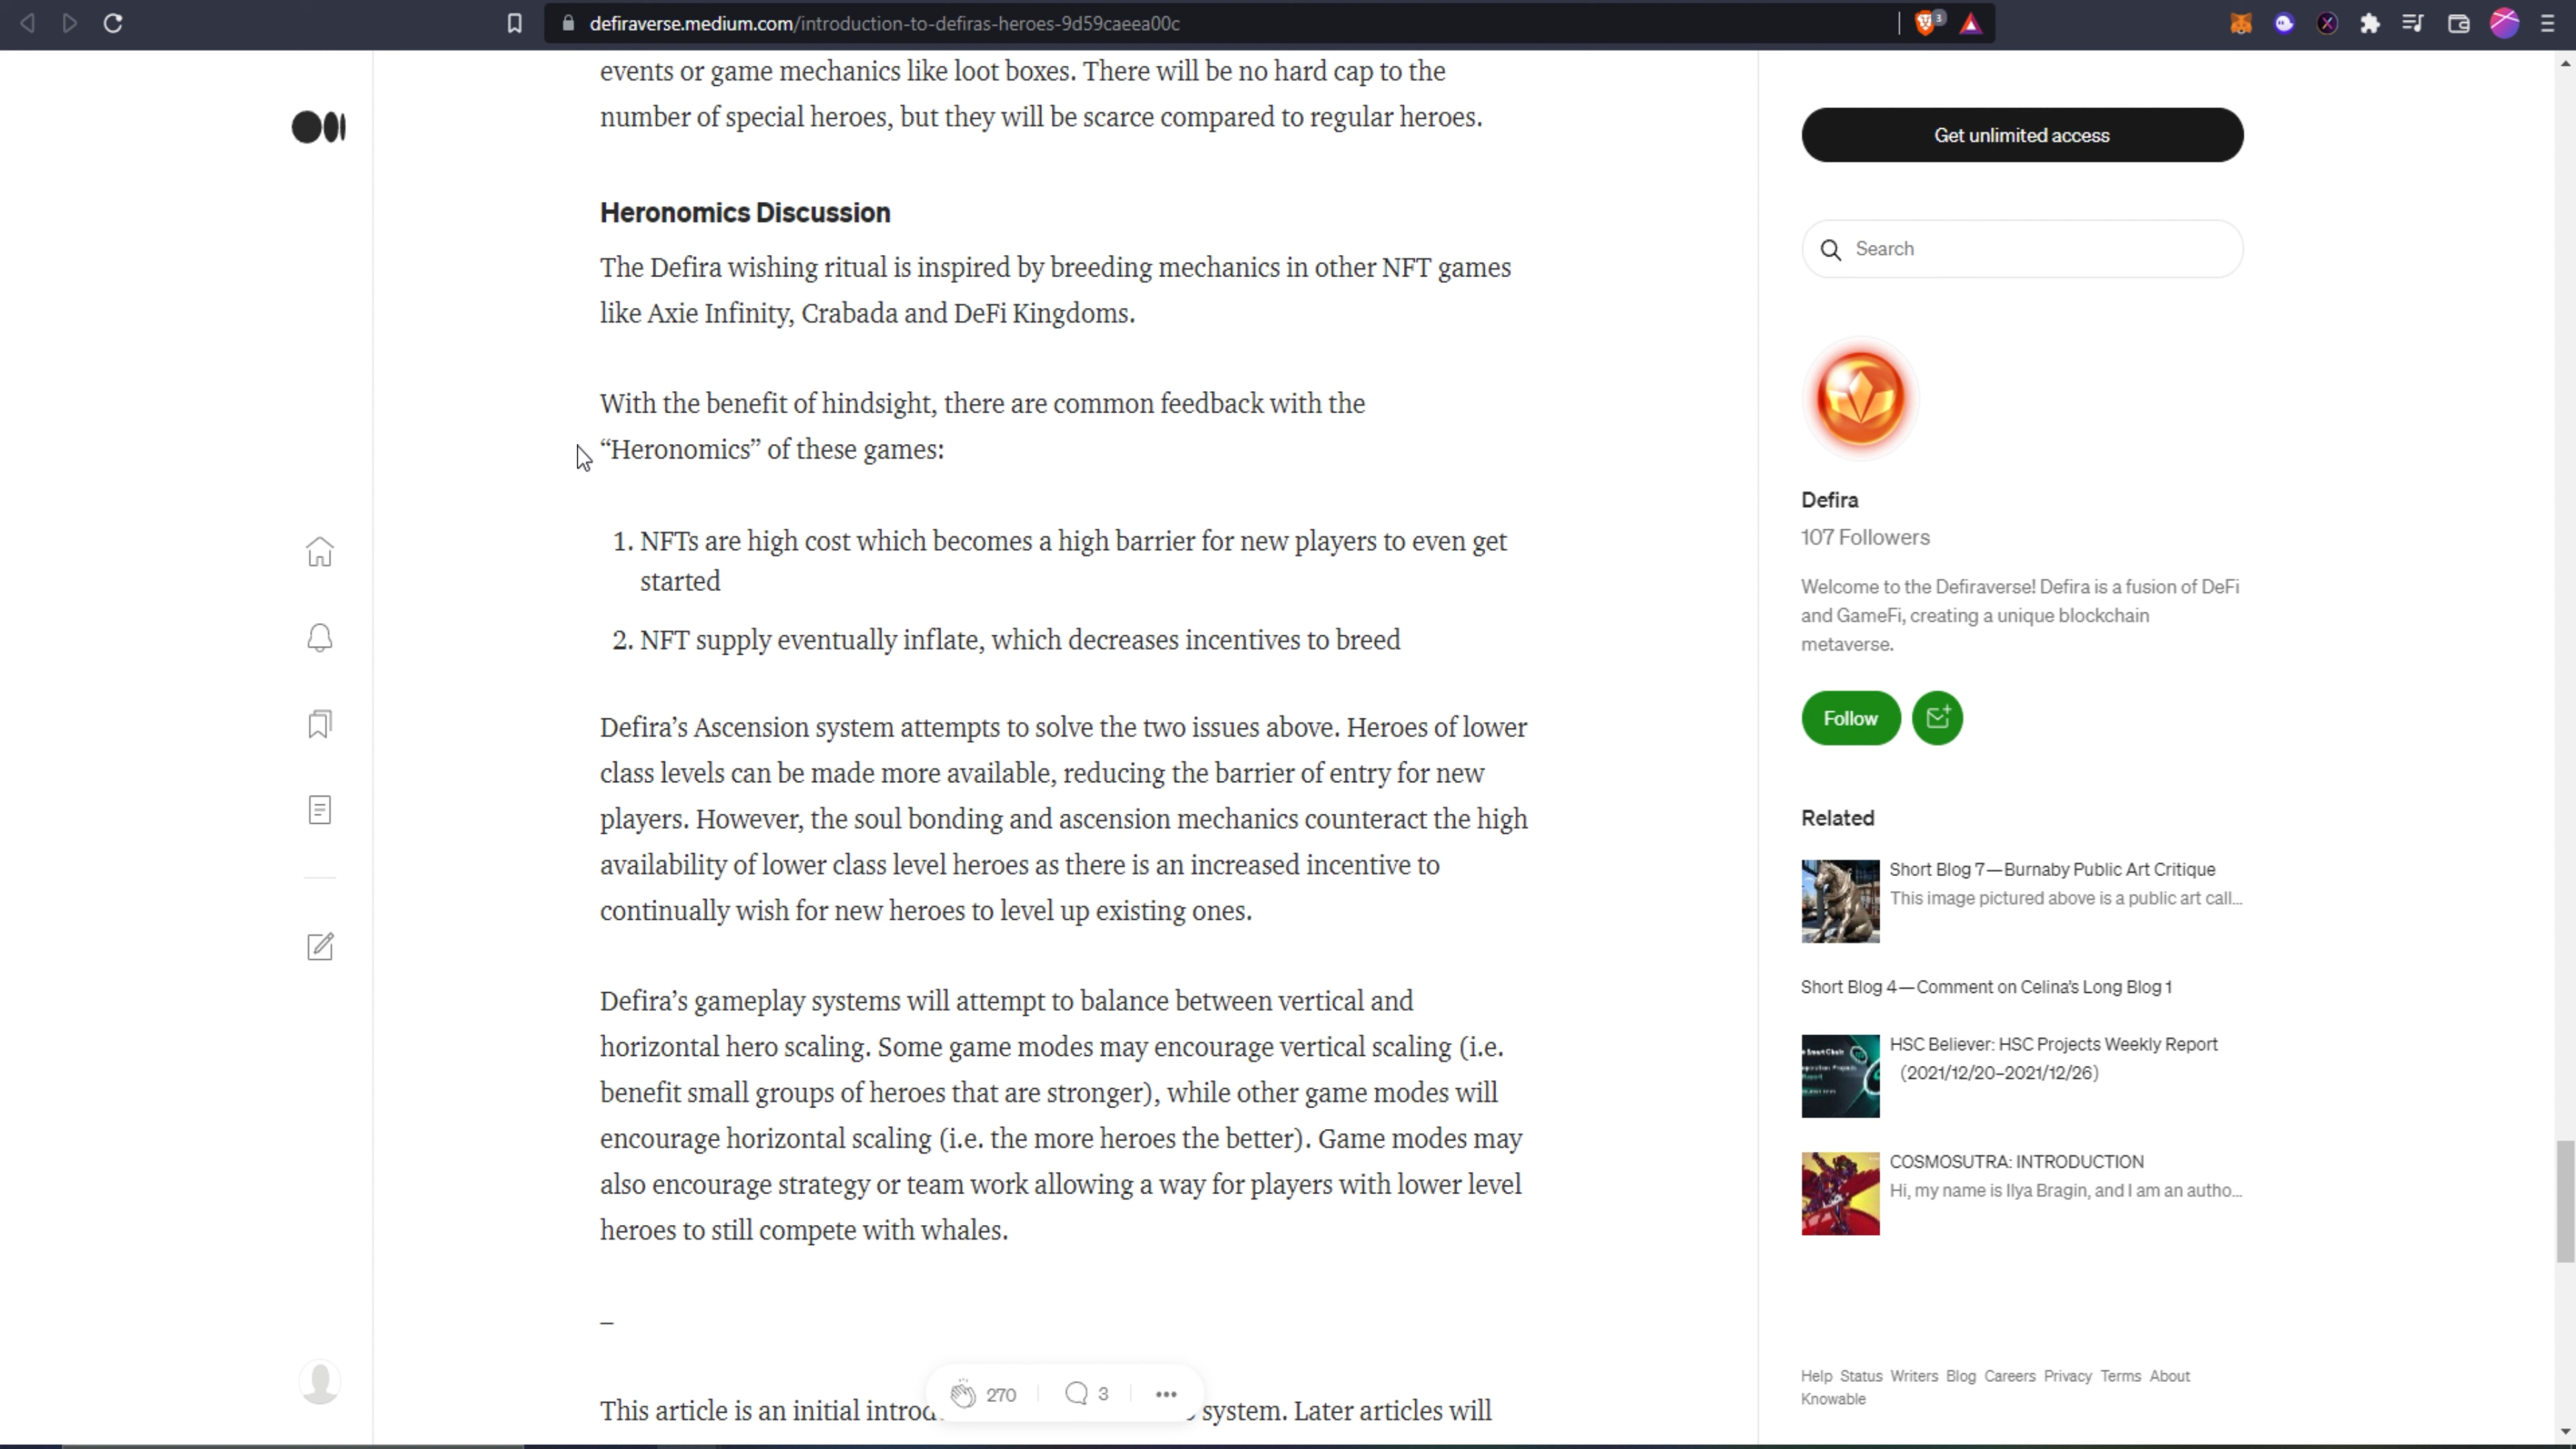 defiraverse.medium.com/introduction-to-defiras-heroes-9d59caeea00c
3
events or game mechanics like loot boxes. There will be no hard cap to the
number of special heroes, but they will be scarce compared to regular heroes.
Heronomics Discussion
The Defira wishing ritual is inspired by breeding mechanics in other NFT games
like Axie Infinity, Crabada and DeFi Kingdoms.
With the benefit of hindsight, there are common feedback with the
“Heronomics” of these games:
1. NFTs are high cost which becomes a high barrier for new players to even get
started
2. NFT supply eventually inflate, which decreases incentives to breed
Defira’s Ascension system attempts to solve the two issues above. Heroes of lower
class levels can be made more available, reducing the barrier of entry for new
players. However, the soul bonding and ascension mechanics counteract the high
availability of lower class level heroes as there is an increased incentive to
continually wish for new heroes to level up existing ones.
Defira’s gameplay systems will attempt to balance between vertical and
horizontal hero scaling. Some game modes may encourage vertical scaling (i.e.
benefit small groups of heroes that are stronger), while other game modes will
encourage horizontal scaling (i.e. the more heroes the better). Game modes may
also encourage strategy or team work allowing a way for players with lower level
heroes to still compete with whales.
–
270 3
This article is an initial introd system. Later articles will
Get unlimited access
Search
Defira
107 Followers
Welcome to the Defiraverse! Defira is a fusion of DeFi
and GameFi, creating a unique blockchain
metaverse.
Follow
Related
Short Blog 7—Burnaby Public Art Critique
This image pictured above is a public art call...
Short Blog 4—Comment on Celina’s Long Blog 1
HSC Believer: HSC Projects Weekly Report
(2021/12/20–2021/12/26)
COSMOSUTRA: INTRODUCTION
Hi, my name is Ilya Bragin, and I am an autho...
Help Status Writers Blog Careers Privacy Terms About
Knowable